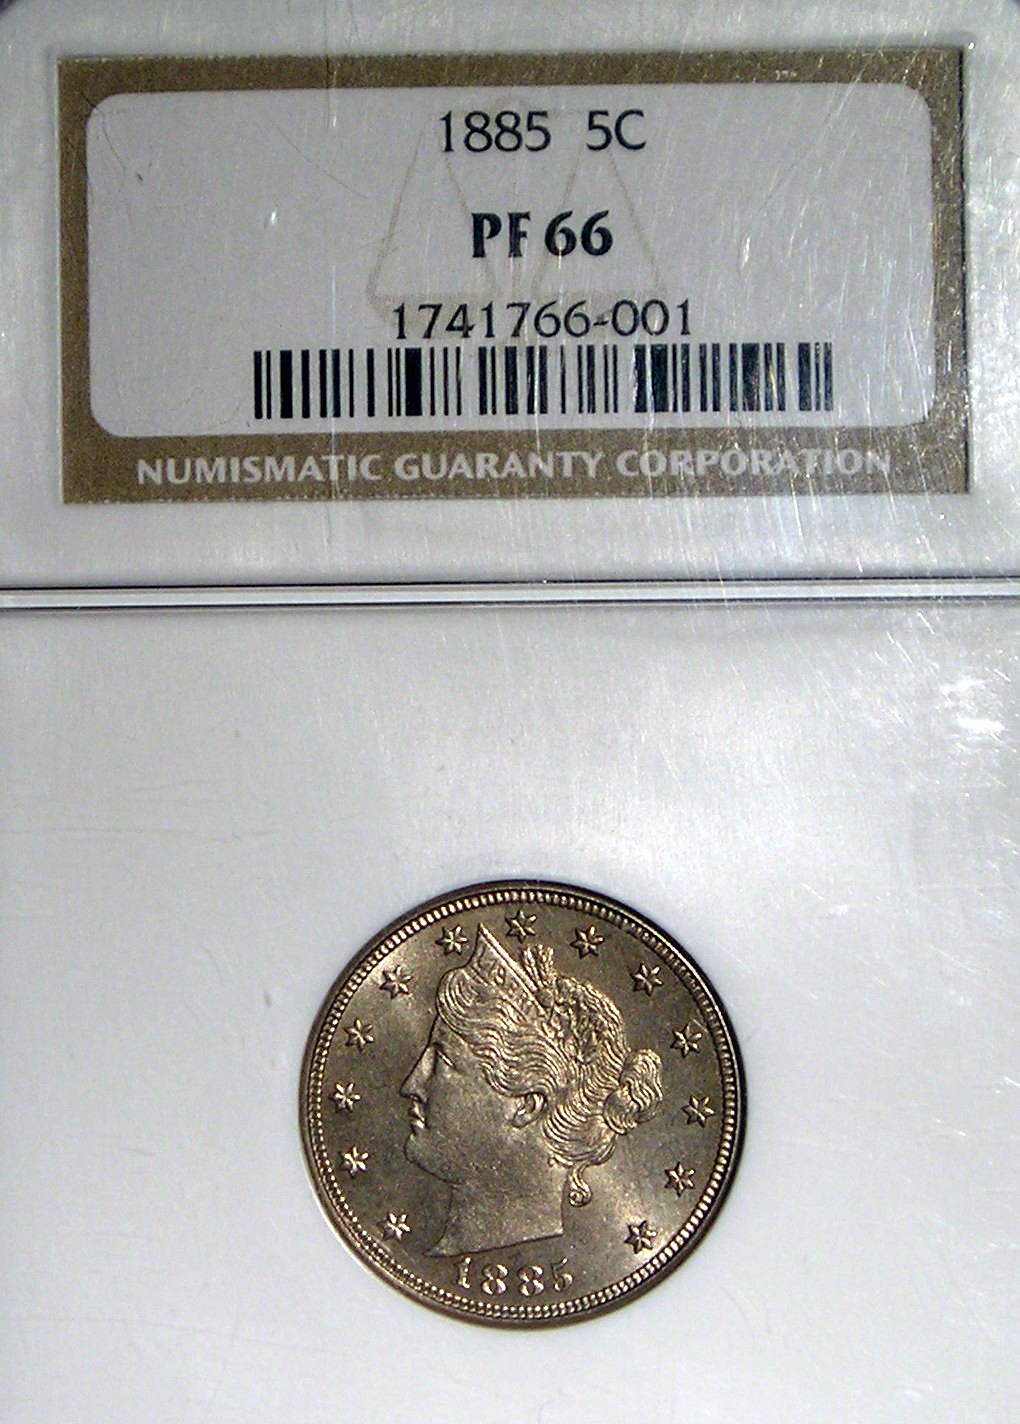 1885 5C
PF 66
1741766-001
NUMISMATIC GUARANTY CORPORATION
1885